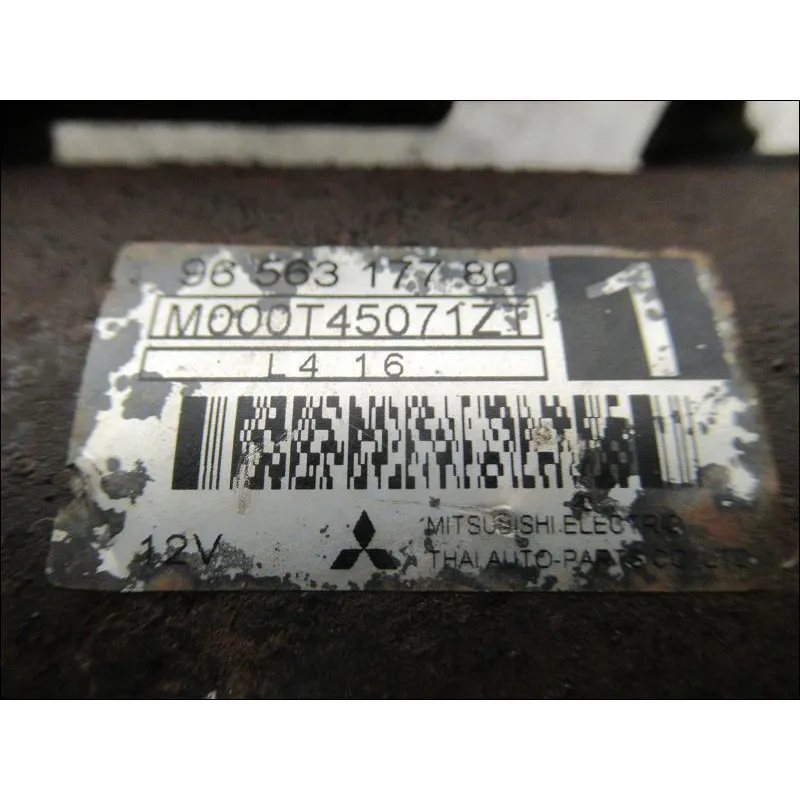 96 563 177 80
1
M000T45071ZT
L4 16
12V
MITSUBISHI ELECTRIC
THAI AUTO-PARTS CO., LTD